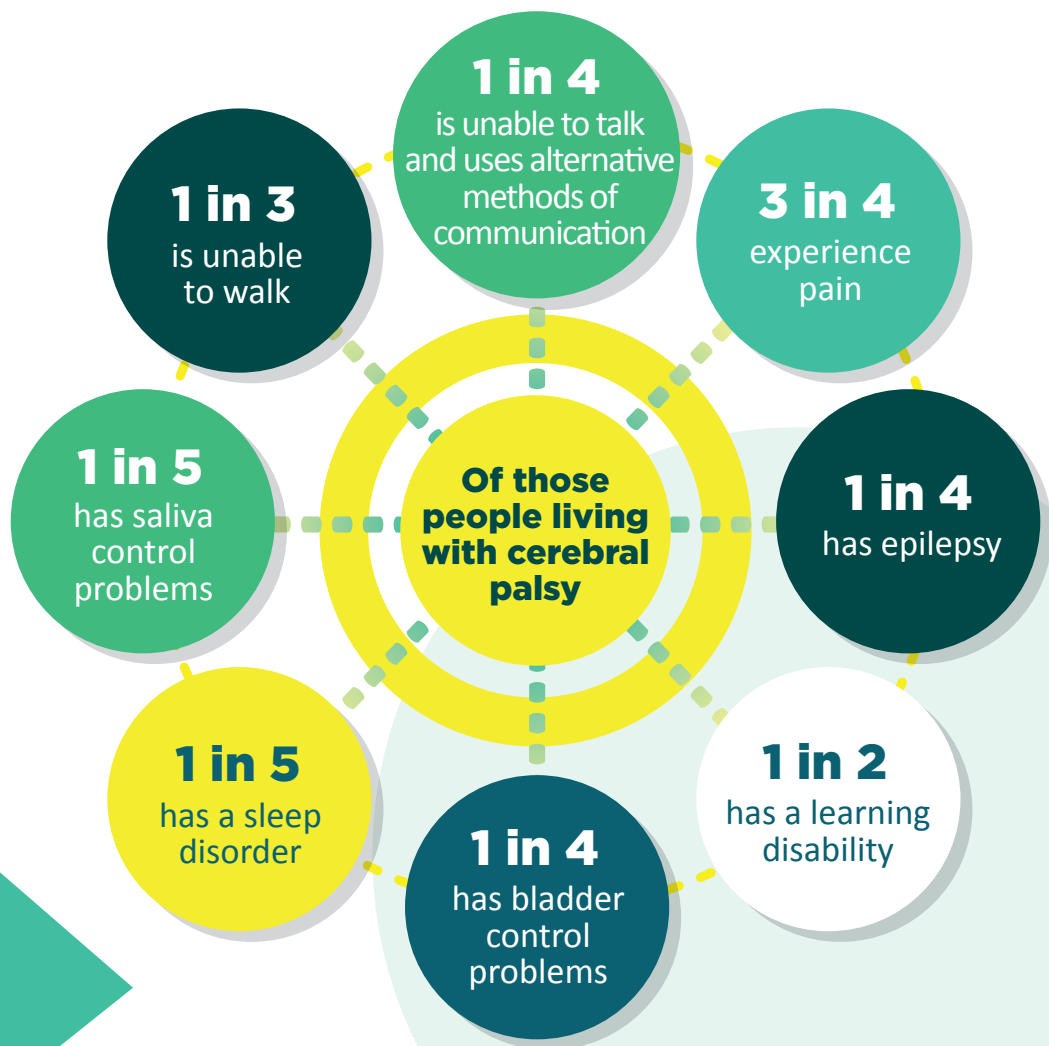 1 in 4
is unable to talk
and uses alternative
methods of
communication
3 in 4
experience
pain
1 in 4
has epilepsy
1 in 2
has a learning
disability
1 in 4
has bladder
control
problems
1 in 5
has a sleep
disorder
1 in 5
has saliva
control
problems
1 in 3
is unable
to walk
Of those
people living
with cerebral
palsy